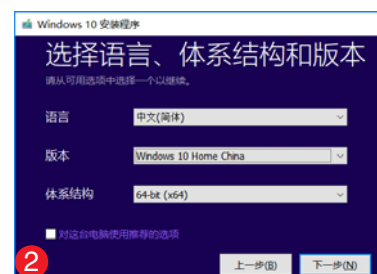 Windows 10 安装程序
选择语言、体系结构和版本
请从可用选项中选择一个以继续。
语言 中文(简体)
版本 Windows 10 Home China
体系结构 64-bit (x64)
对这台电脑使用推荐的选项
2 上一步(B) 下一步(N)